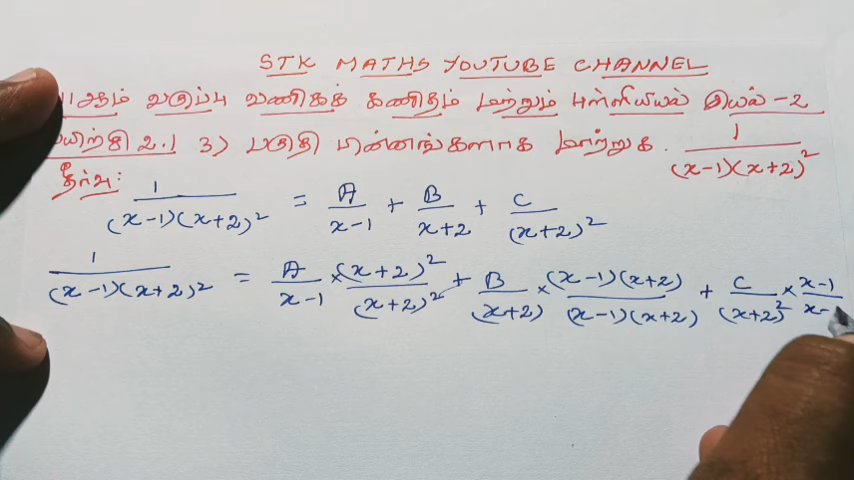 STK MATHS YOUTUBE CHANNEL
11ஆம் வகுப்பு வணிகக் கணிதம் மற்றும் புள்ளியியல் இயல் -2
பயிற்சி 2.1 3) பகுதி பின்னங்களாக மாற்றுக. 1/((x-1)(x+2)²)
தீர்வு:
1/((x-1)(x+2)²) = A/(x-1) + B/(x+2) + C/(x+2)²
1/((x-1)(x+2)²) = A/(x-1) × (x+2)²/(x+2)² + B/(x+2) × (x-1)(x+2)/((x-1)(x+2)) + C/(x+2)² × x-1/x-